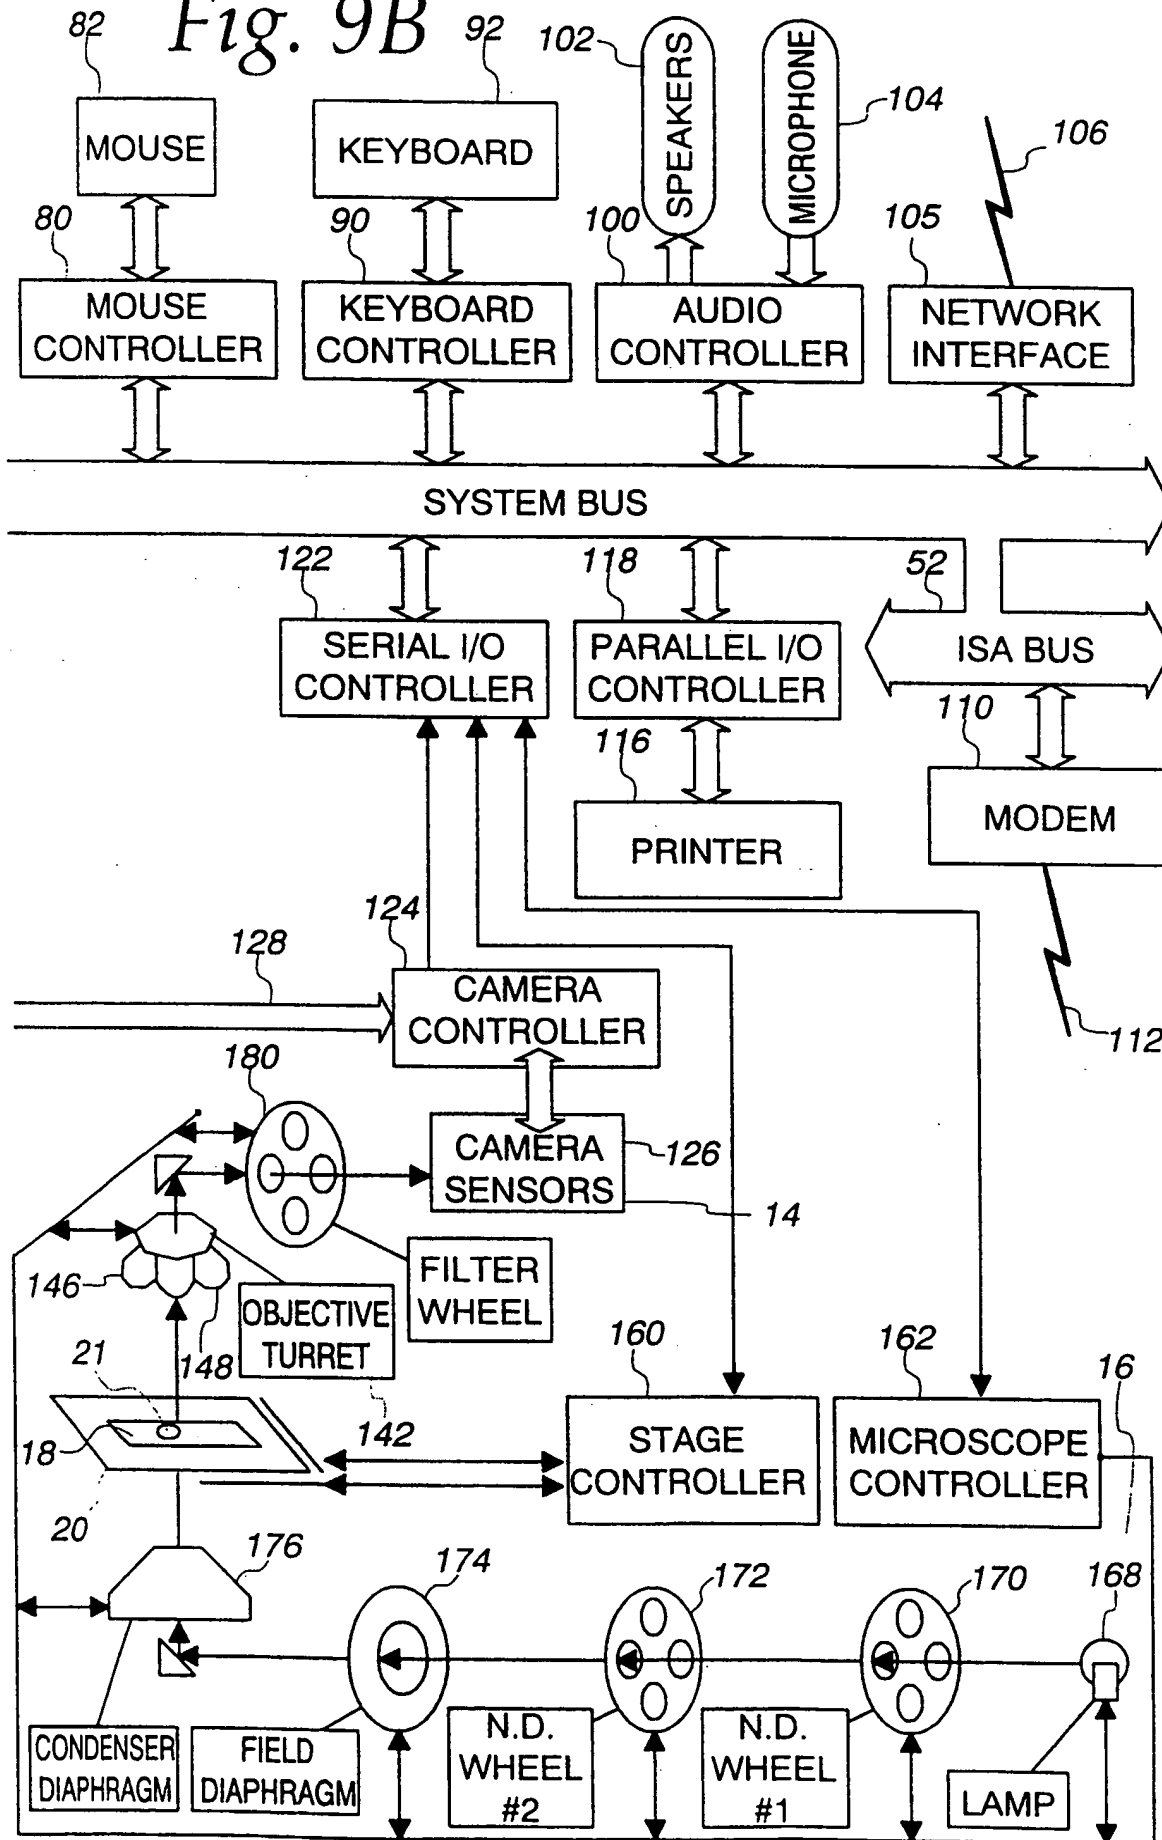 Fig. 9B
82
92
102
SPEAKERS
MICROPHONE
104
106
MOUSE
KEYBOARD
80
90
100
105
MOUSE
CONTROLLER
KEYBOARD
CONTROLLER
AUDIO
CONTROLLER
NETWORK
INTERFACE
SYSTEM BUS
122
118
52
SERIAL I/O
CONTROLLER
PARALLEL I/O
CONTROLLER
ISA BUS
116
110
PRINTER
MODEM
124
128
CAMERA
CONTROLLER
112
180
CAMERA
SENSORS
126
14
146
148
OBJECTIVE
TURRET
FILTER
WHEEL
21
160
162
16
18
142
STAGE
CONTROLLER
MICROSCOPE
CONTROLLER
20
176
174
172
170
168
CONDENSER
DIAPHRAGM
FIELD
DIAPHRAGM
N.D.
WHEEL
#2
N.D.
WHEEL
#1
LAMP